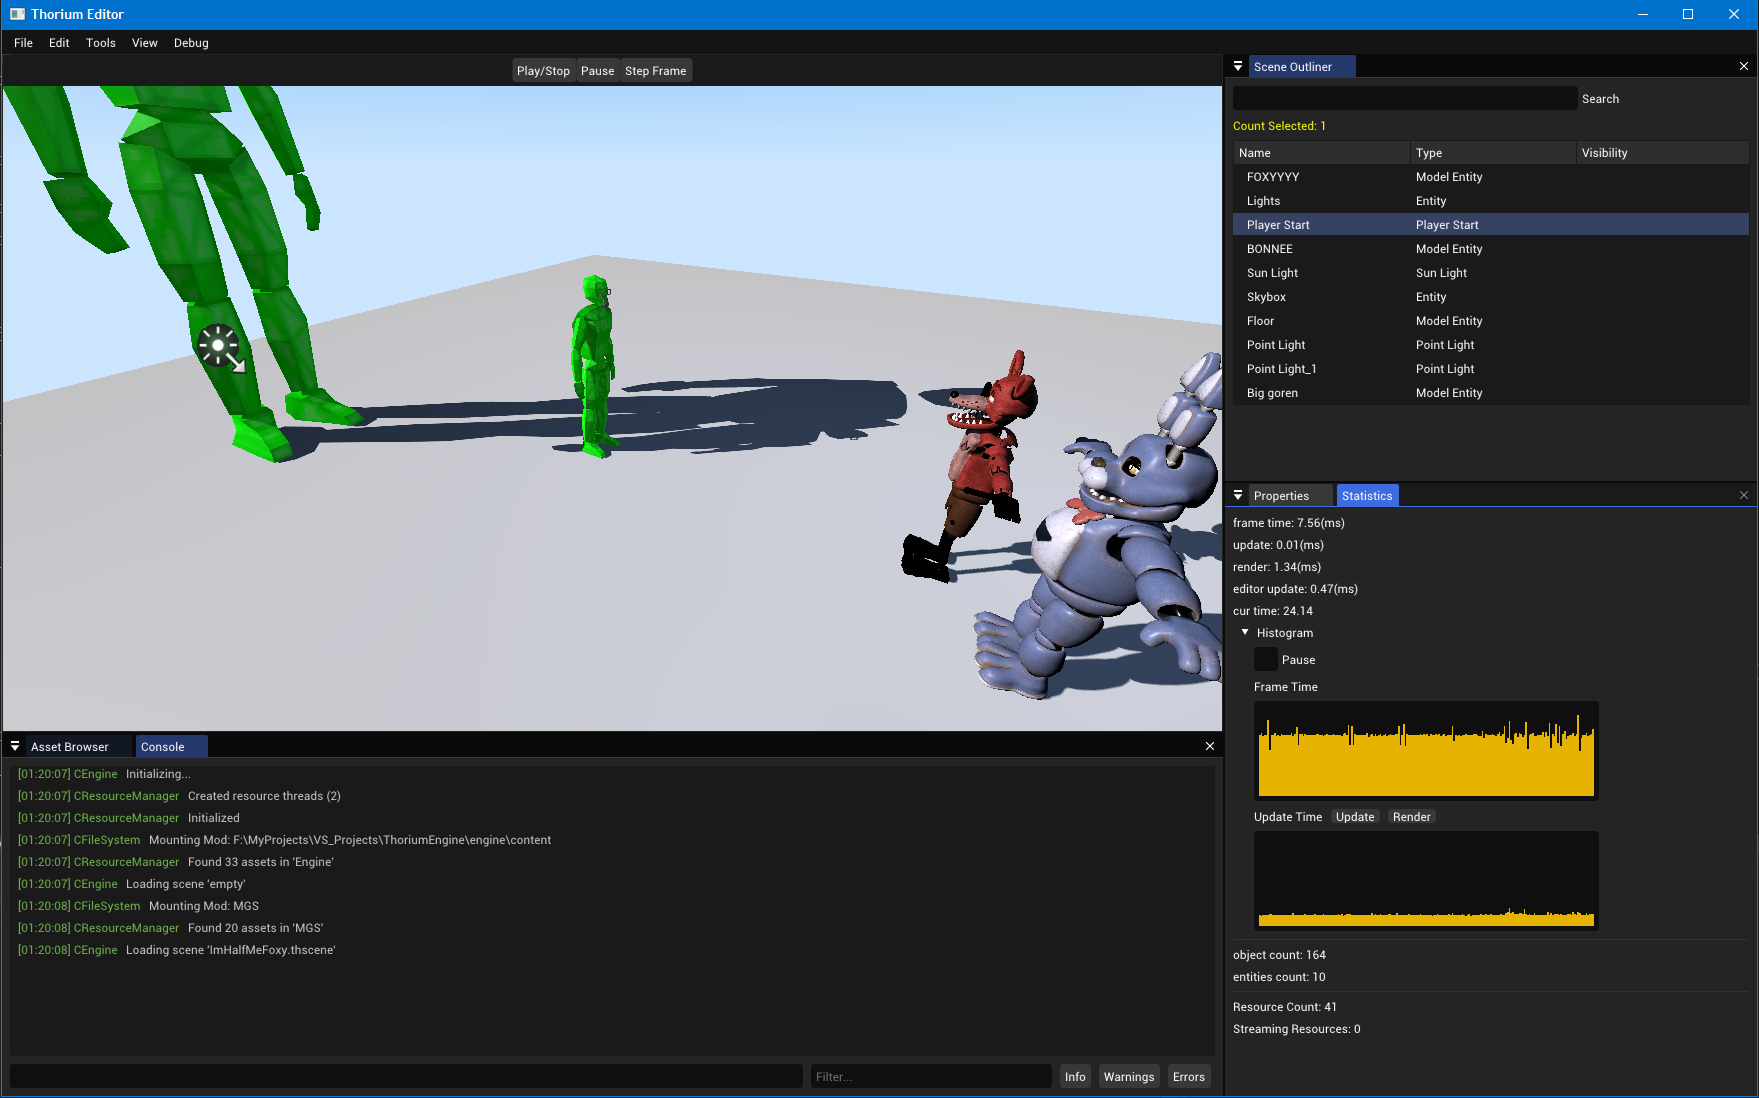 Thorium Editor
File Edit Tools View Debug
Play/Stop Pause Step Frame
Scene Outliner
Search
Count Selected: 1
Name Type Visibility
FOXYYYY Model Entity
Lights Entity
Player Start Player Start
BONNEE Model Entity
Sun Light Sun Light
Skybox Entity
Floor Model Entity
Point Light Point Light
Point Light_1 Point Light
Big goren Model Entity
Properties Statistics
frame time: 7.56(ms)
update: 0.01(ms)
render: 1.34(ms)
editor update: 0.47(ms)
cur time: 24.14
Histogram
Pause
Frame Time
Update Time Update Render
object count: 164
entities count: 10
Resource Count: 41
Streaming Resources: 0
Asset Browser Console
[01:20:07] CEngine Initializing...
[01:20:07] CResourceManager Created resource threads (2)
[01:20:07] CResourceManager Initialized
[01:20:07] CFileSystem Mounting Mod: F:\MyProjects\VS_Projects\ThoriumEngine\engine\content
[01:20:07] CResourceManager Found 33 assets in 'Engine'
[01:20:07] CEngine Loading scene 'empty'
[01:20:08] CFileSystem Mounting Mod: MGS
[01:20:08] CResourceManager Found 20 assets in 'MGS'
[01:20:08] CEngine Loading scene 'ImHalfMeFoxy.thscene'
Filter... Info Warnings Errors